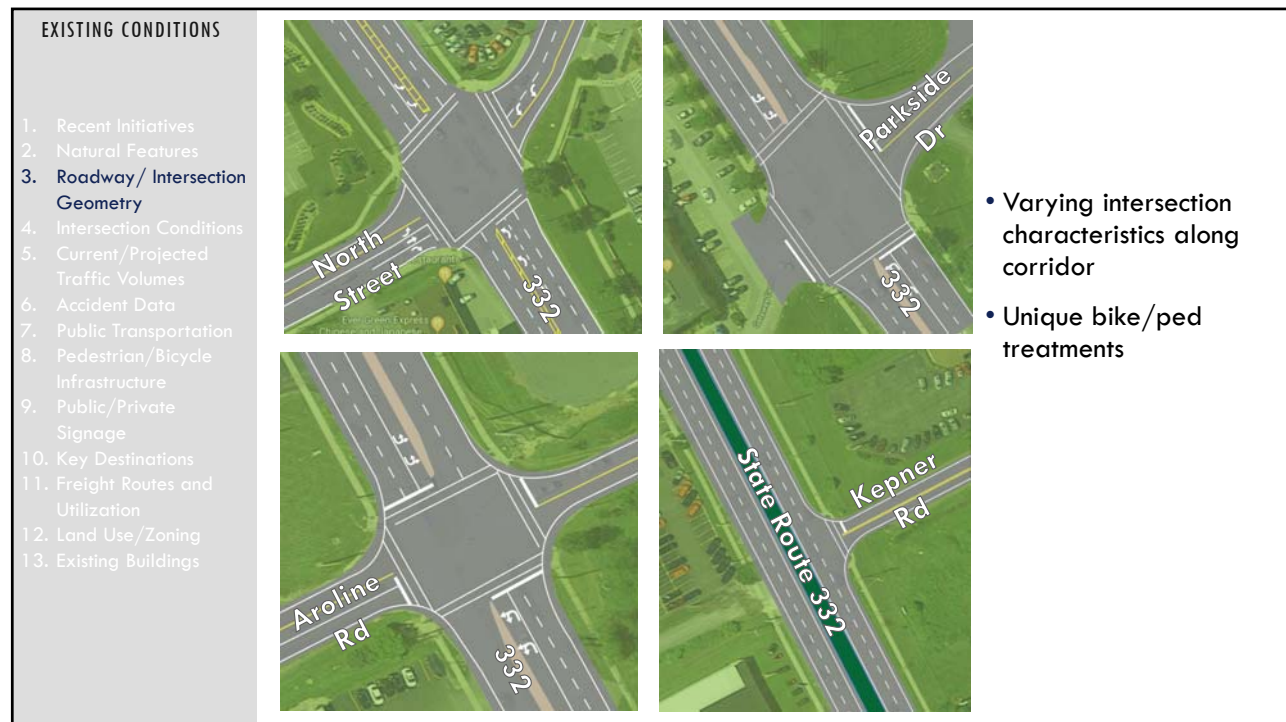 EXISTING CONDITIONS
1. Recent Initiatives
2. Natural Features
3. Roadway/ Intersection
Geometry
4. Intersection Conditions
5. Current/Projected
Traffic Volumes
6. Accident Data
7. Public Transportation
8. Pedestrian/Bicycle
Infrastructure
9. Public/Private
Signage
10. Key Destinations
11. Freight Routes and
Utilization
12. Land Use/Zoning
13. Existing Buildings
North
Street
332
Parkside
Dr
332
Aroline
Rd
332
State Route 332
Kepner
Rd
• Varying intersection
characteristics along
corridor
• Unique bike/ped
treatments